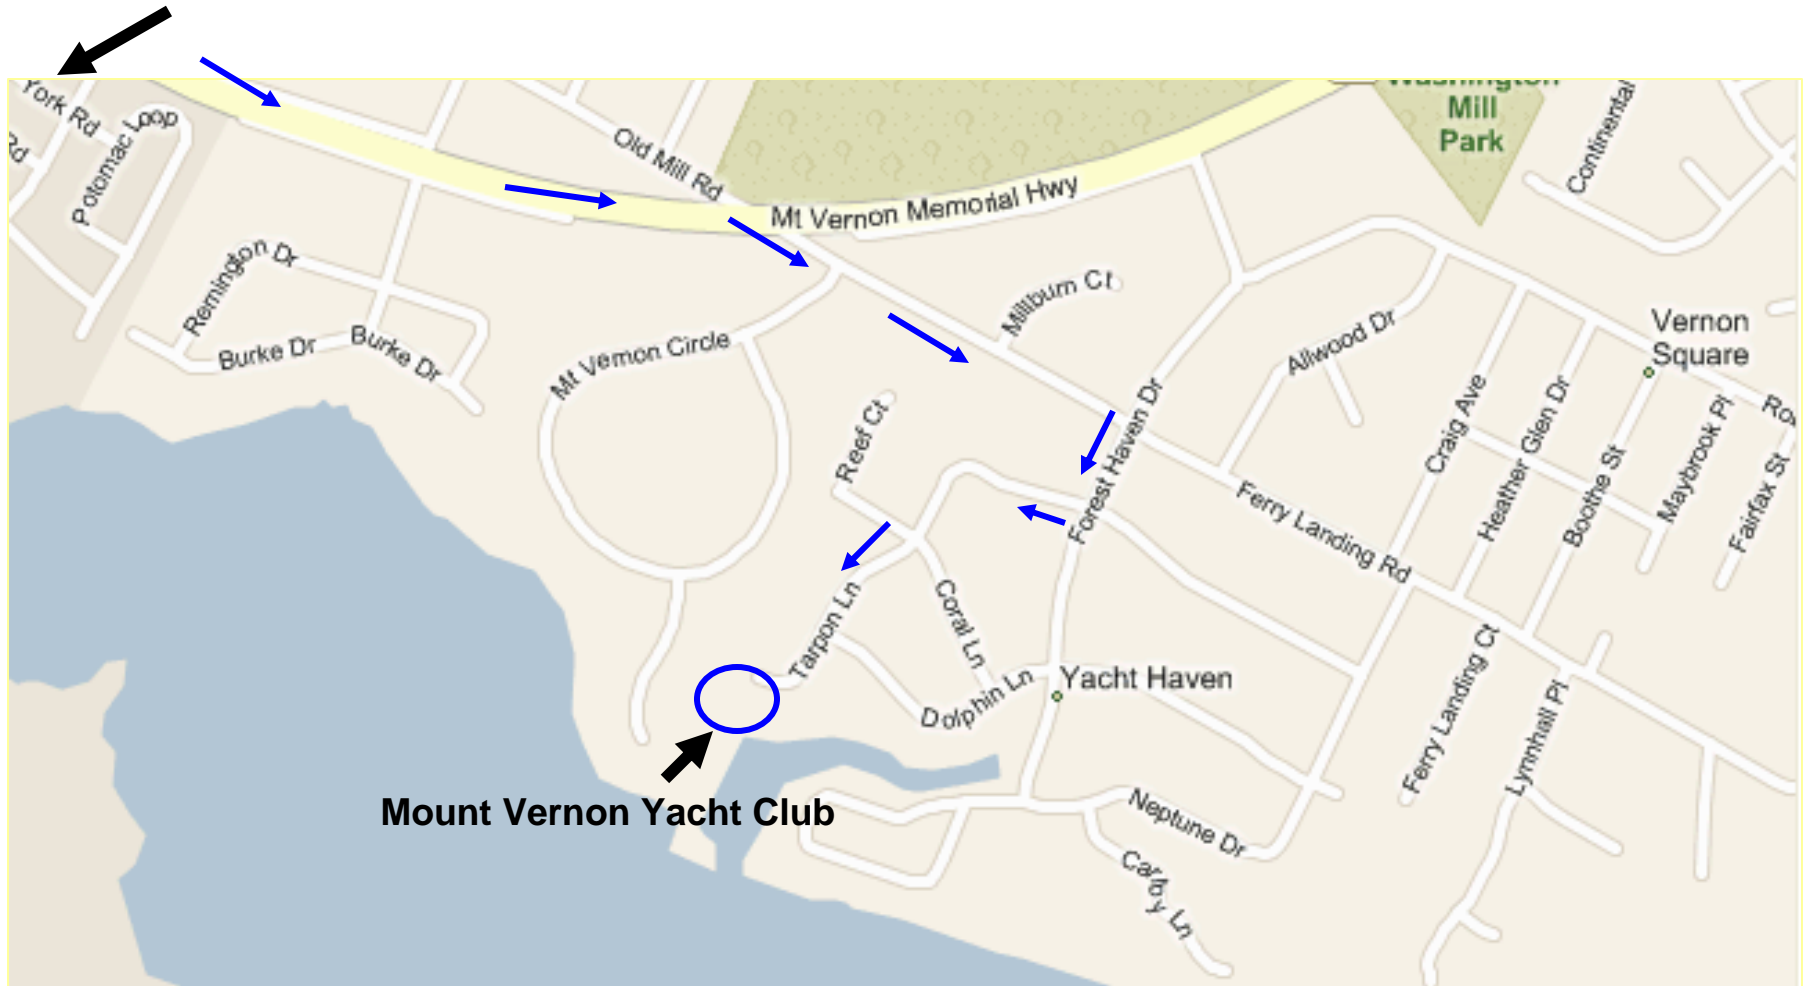 York Rd
Rd
Potomac Loop
Old Mill Rd
Mt Vernon Memorial Hwy
Washington
Mill
Park
Continental
Remington Dr
Burke Dr
Burke Dr
Mt Vernon Circle
Millburn Ct
Reef Ct
Forest Haven Dr
Allwood Dr
Vernon
Square
Craig Ave
Heather Glen Dr
Boothe St
Maybrook Pl
Fairfax St
Ferry Landing Rd
Tarpon Ln
Coral Ln
Dolphin Ln
Yacht Haven
Ferry Landing Ct
Lynnhall Pl
Neptune Dr
Mount Vernon Yacht Club